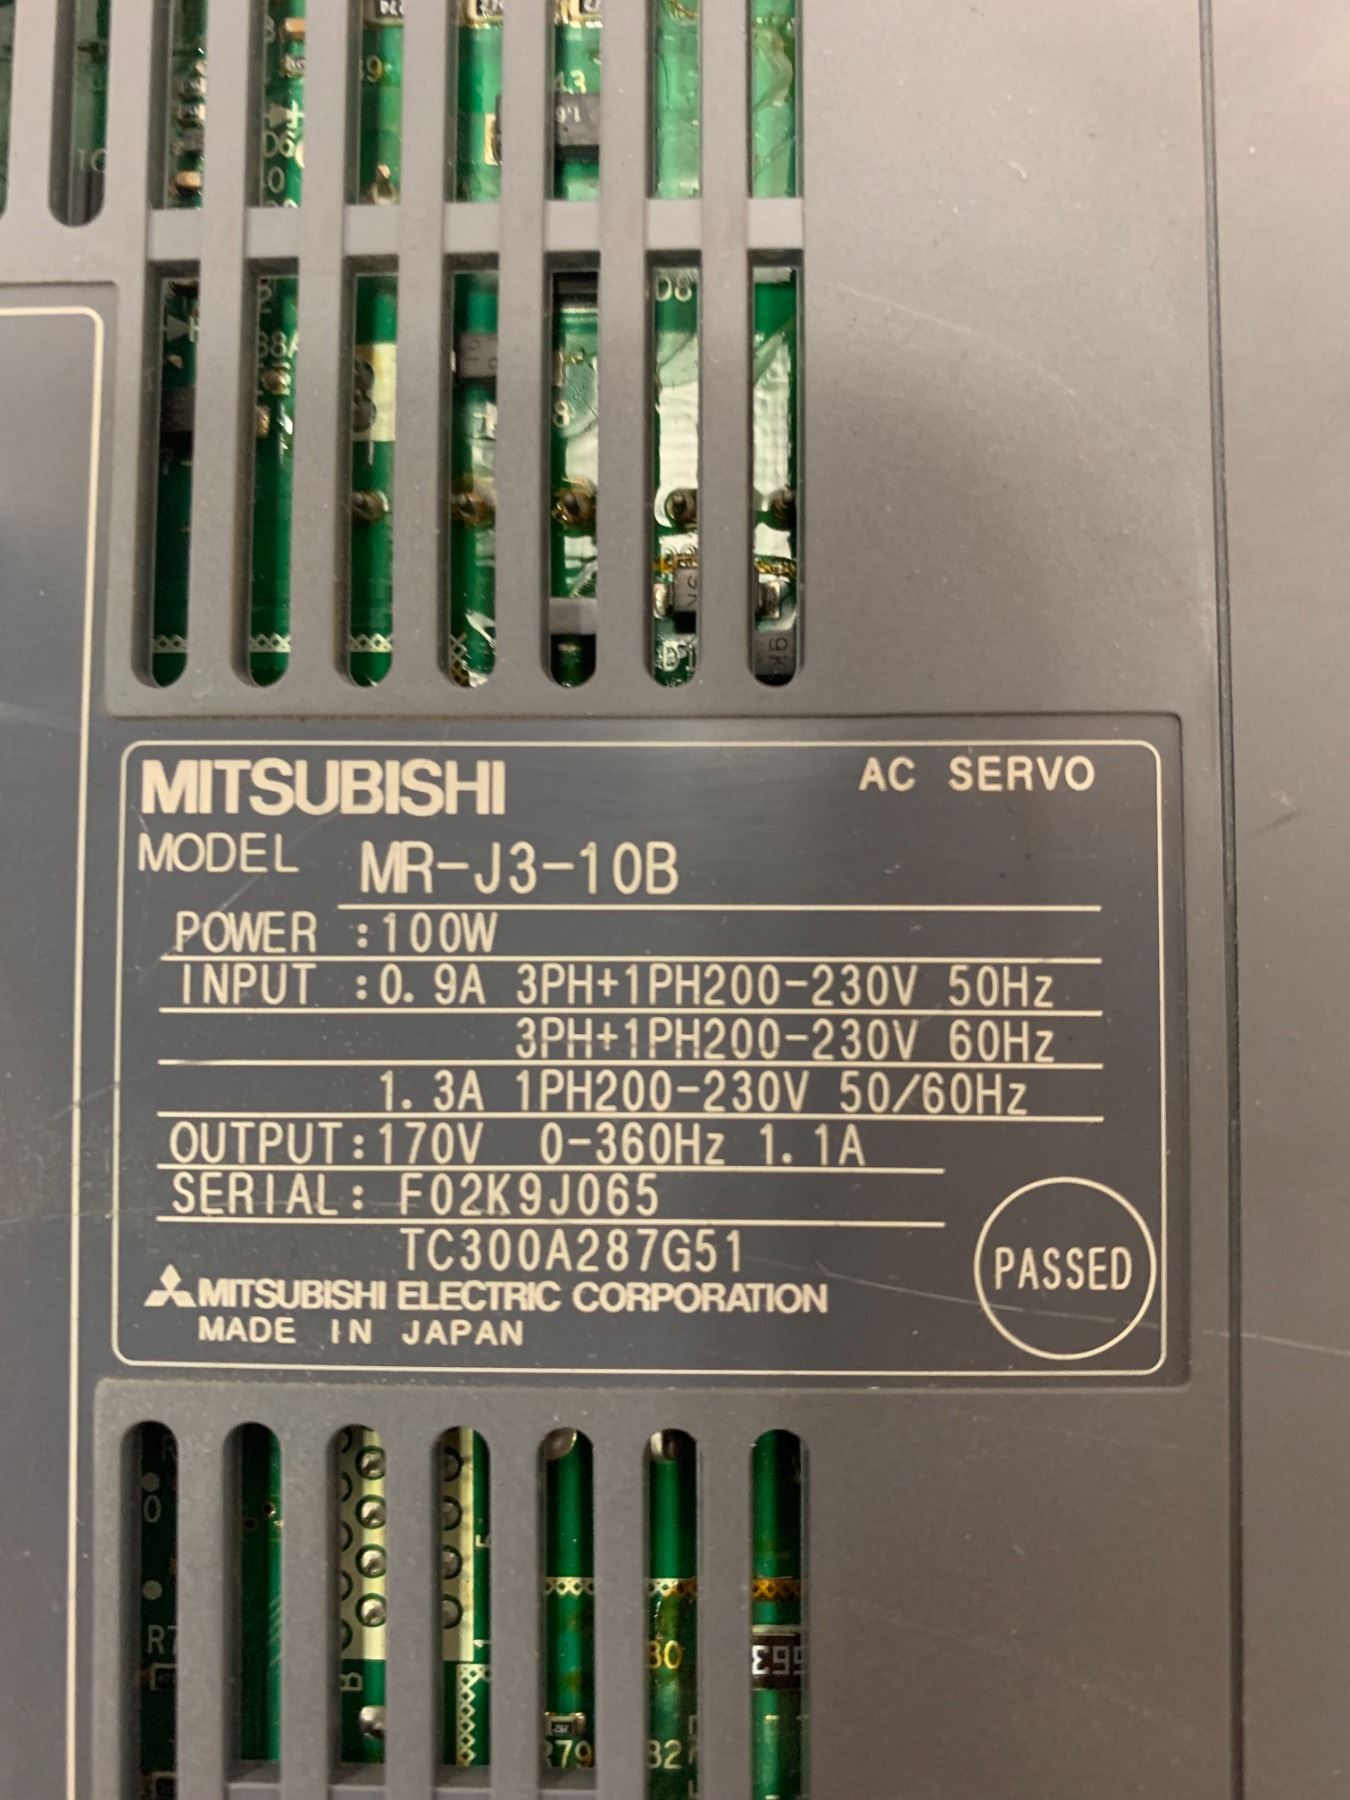 D8
MITSUBISHI
AC SERVO
MODEL MR-J3-10B
POWER :100W
INPUT :0.9A 3PH+1PH200-230V 50Hz
3PH+1PH200-230V 60Hz
1.3A 1PH200-230V 50/60Hz
OUTPUT:170V 0-360Hz 1.1A
SERIAL: F02K9J065
TC300A287G51
PASSED
MITSUBISHI ELECTRIC CORPORATION
MADE IN JAPAN
R79